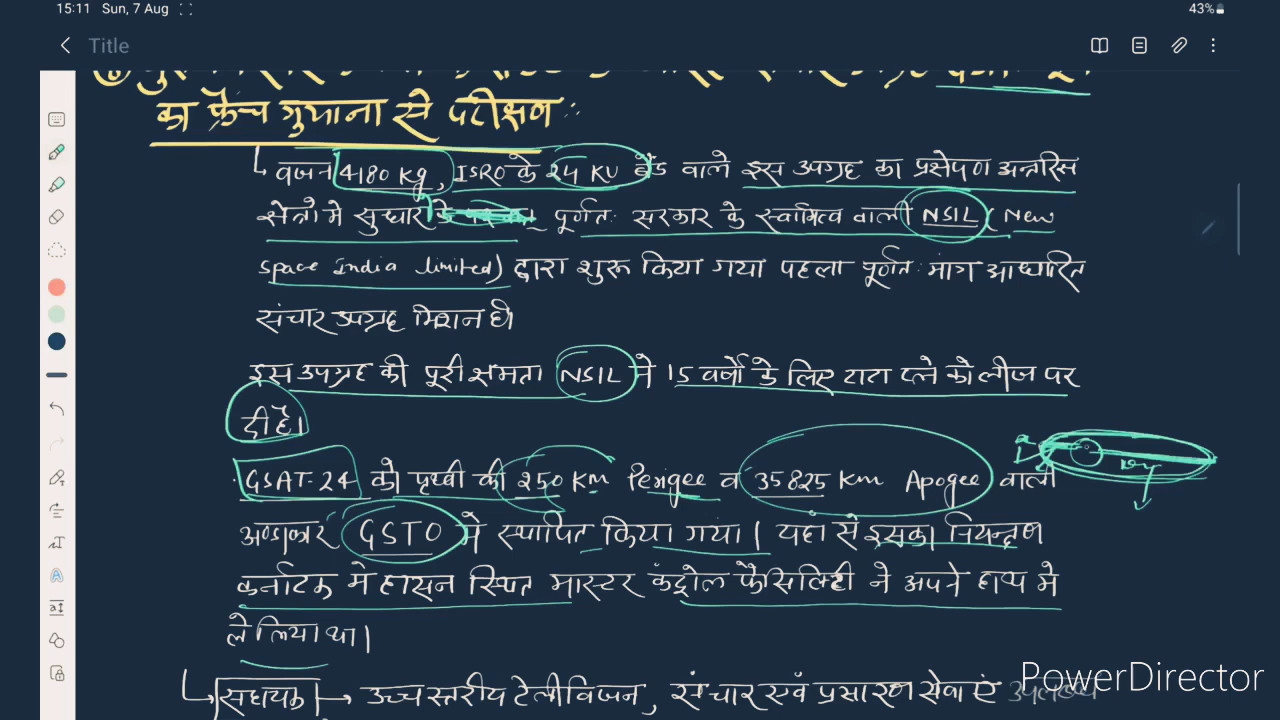 15:11 Sun, 7 Aug
43%
Title
का फ्रेंच गुयाना से परीक्षण :-
वजन 4180 kg, ISRO के 24 KU बैंड वाले इस उपग्रह का प्रक्षेपण अन्तरिक्ष
क्षेत्रो मे सुधार के पूर्णतः सरकार के स्वामित्व वाली NSIL (New
Space India limited) द्वारा शुरू किया गया पहला पूर्णतः मांग आधारित
संचार उपग्रह मिशन है।
इस उपग्रह की पूरी क्षमता NSIL ने 15 वर्षो के लिए टाटा प्ले को लीज पर
दी है।
GSAT-24 को पृथ्वी की 250 Km Perigee व 35825 Km Apogee वाली
अण्डाकार GSTO मे स्थापित किया गया। यहां से इसका नियन्त्रण
कर्नाटक मे हासन स्थित मास्टर कंट्रोल फैसिलिटी ने अपने हाथ मे
ले लिया था।
सहायक → उच्च स्तरीय टेलीविजन, संचार एवं प्रसारण सेवाएं उपलब्ध
PowerDirector